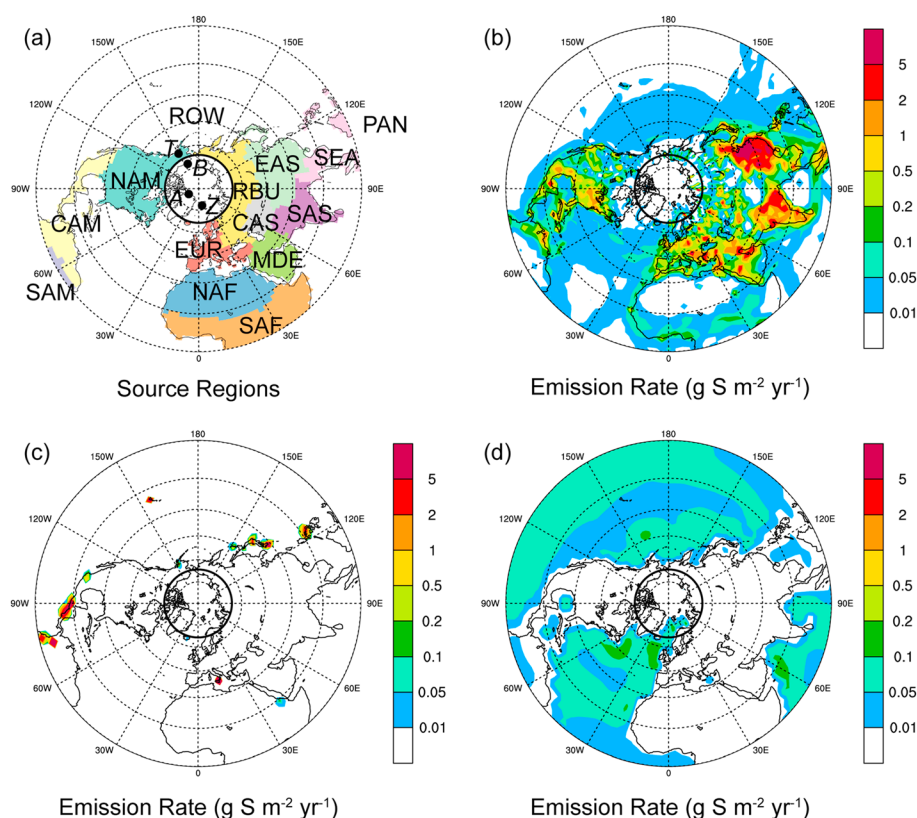 (a)
180
150W
150E
120W
120E
90W
90E
60W
60E
30W
30E
0
ROW
PAN
T
B
EAS
SEA
NAM
A
RBU
Z
CAS
SAS
CAM
EUR
MDE
SAM
NAF
SAF
Source Regions
(b)
180
150W
150E
120W
120E
90W
90E
60W
60E
30W
30E
0
5
2
1
0.5
0.2
0.1
0.05
0.01
Emission Rate (g S m-2 yr-1)
(c)
180
150W
150E
120W
120E
90W
90E
60W
60E
30W
30E
0
5
2
1
0.5
0.2
0.1
0.05
0.01
Emission Rate (g S m-2 yr-1)
(d)
180
150W
150E
120W
120E
90W
90E
60W
60E
30W
30E
0
5
2
1
0.5
0.2
0.1
0.05
0.01
Emission Rate (g S m-2 yr-1)